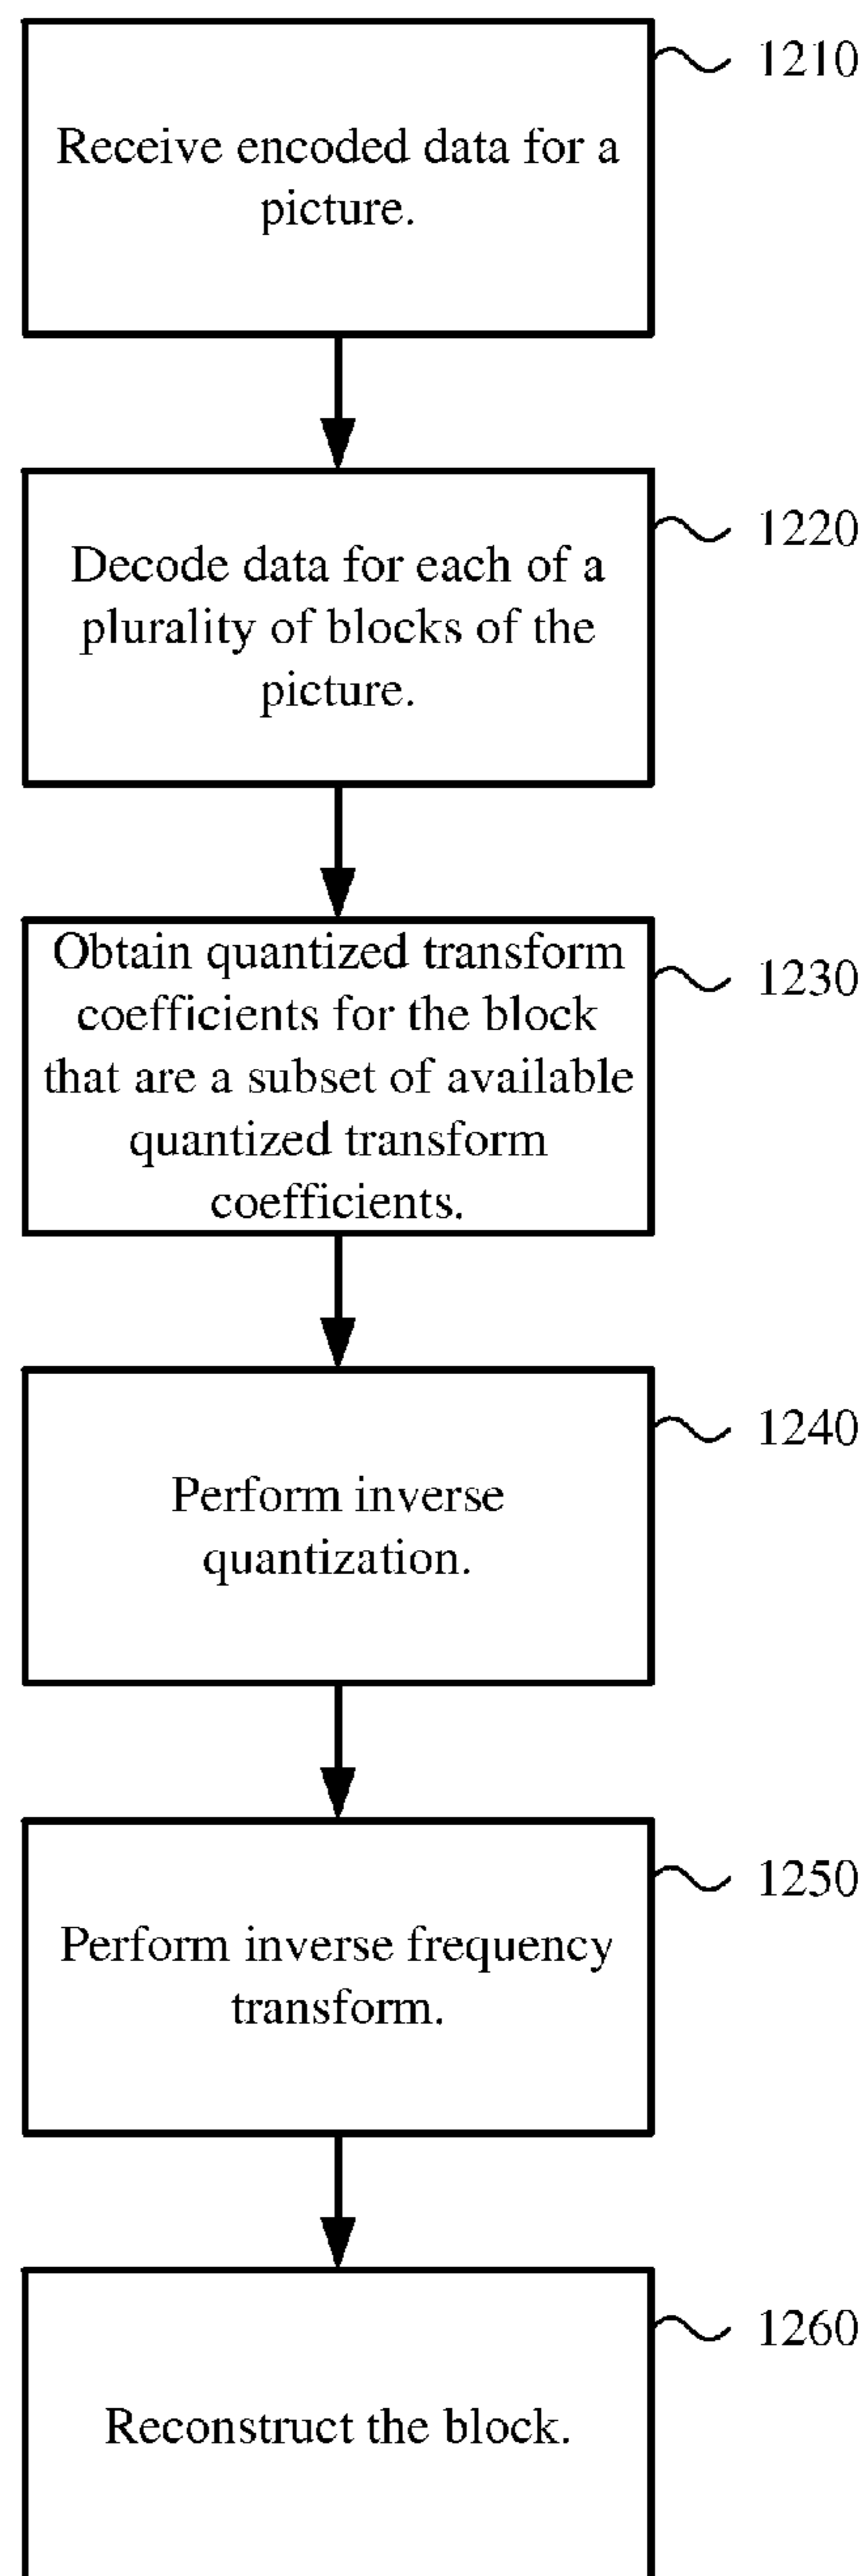 1210
Receive encoded data for a
picture.
1220
Decode data for each of a
plurality of blocks of the
picture.
1230
Obtain quantized transform
coefficients for the block
that are a subset of available
quantized transform
coefficients.
1240
Perform inverse
quantization.
1250
Perform inverse frequency
transform.
1260
Reconstruct the block.